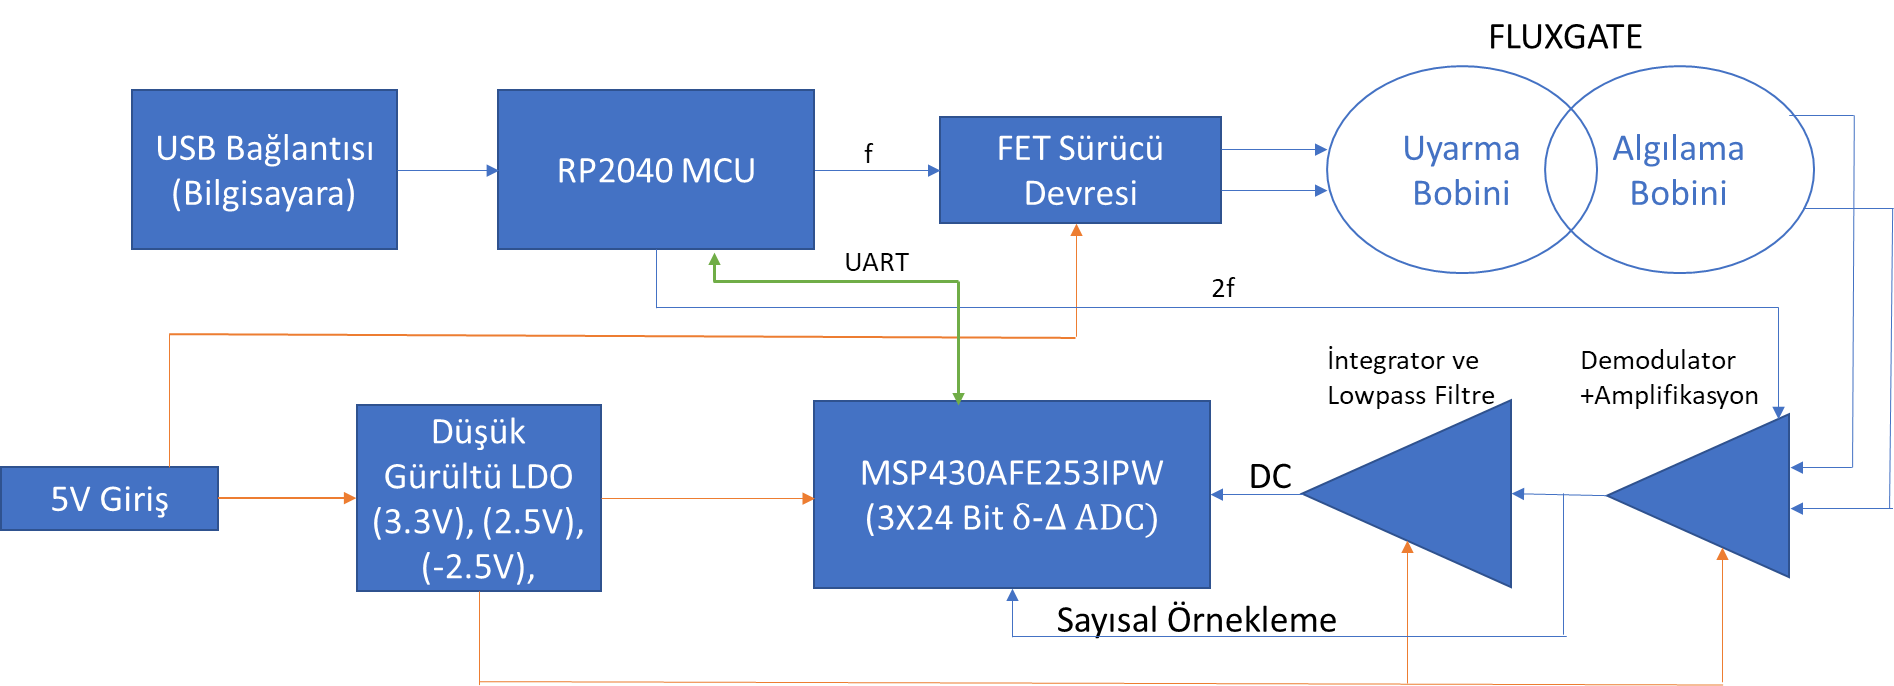 FLUXGATE
USB Bağlantısı
(Bilgisayara)
RP2040 MCU
f
FET Sürücü
Devresi
Uyarma
Bobini
Algılama
Bobini
UART
2f
İntegrator ve
Lowpass Filtre
Demodulator
+Amplifikasyon
5V Giriş
Düşük
Gürültü LDO
(3.3V), (2.5V),
(-2.5V),
MSP430AFE253IPW
(3X24 Bit δ-Δ ADC)
DC
Sayısal Örnekleme